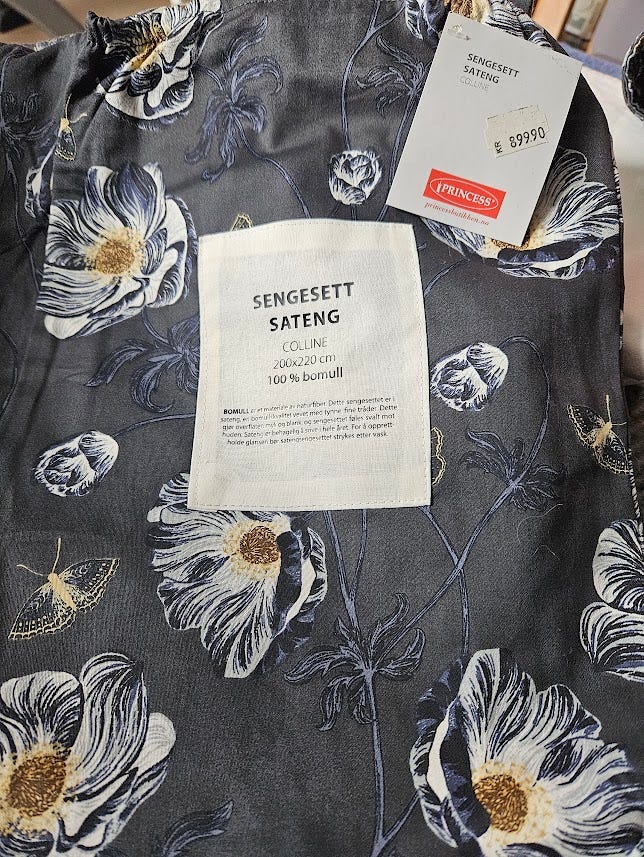 SENGESETT
SATENG
COLLINE
KR 899.90
PRINCESS®
princessbutikken.no
SENGESETT
SATENG
COLLINE
200x220 cm
100 % bomull
BOMULL er et materiale av naturfiber. Dette sengesettet er i
sateng, en bomullskvalitet vevet med tynne, fine tråder. Dette
gjør overflaten myk og blank, og sengesettet føles svalt mot
huden. Sateng er behagelig å sove i hele året. For å opprett-
holde glansen bør satengsengesettet strykes etter vask.